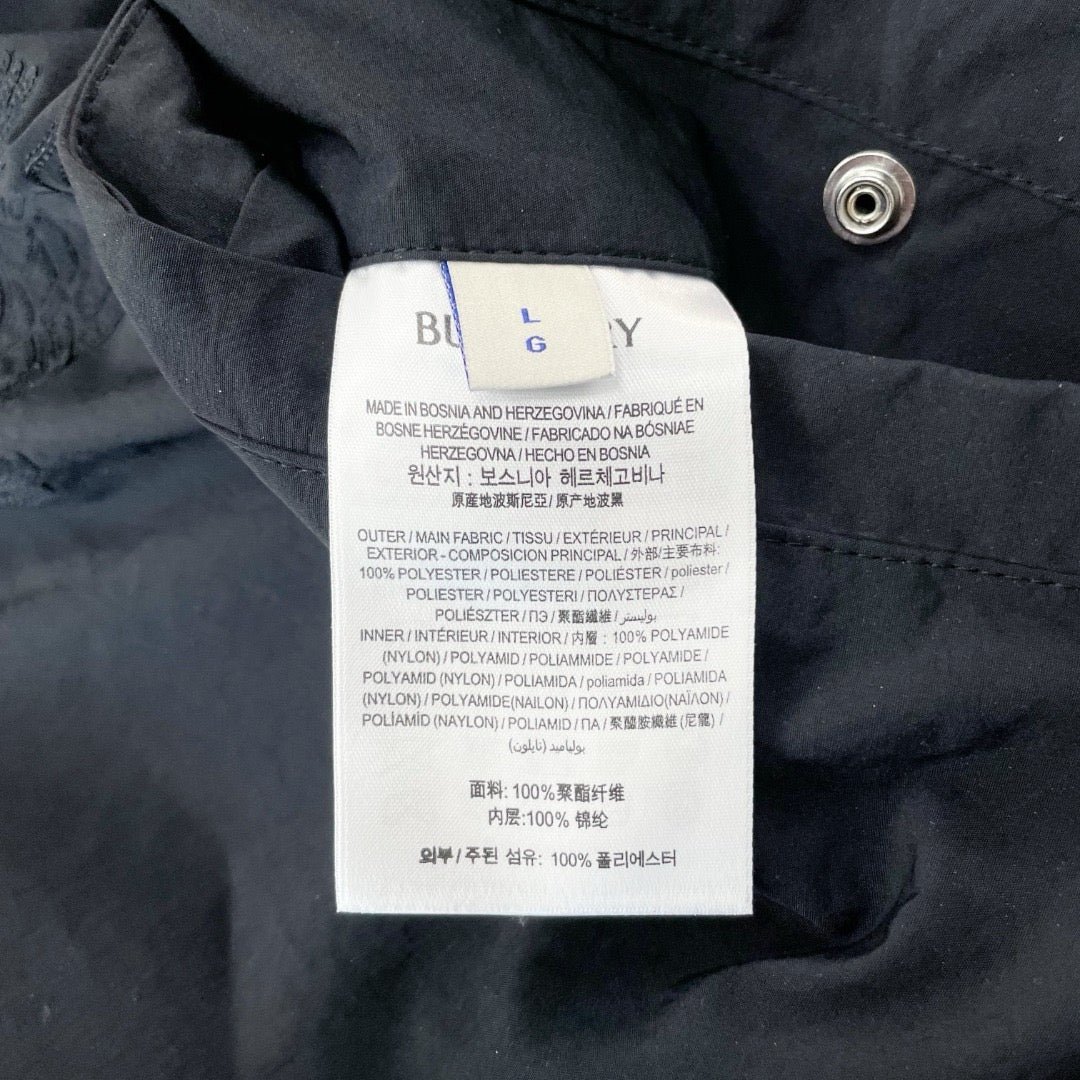 L
G
BU RY
MADE IN BOSNIA AND HERZEGOVINA / FABRIQUÉ EN
BOSNE HERZÉGOVINE / FABRICADO NA BÓSNIAE
HERZEGOVNA / HECHO EN BOSNIA
원산지 : 보스니아 헤르체고비나
原産地波斯尼亞/ 原产地波黑
OUTER / MAIN FABRIC / TISSU / EXTÉRIEUR / PRINCIPAL /
EXTERIOR - COMPOSICION PRINCIPAL / 外部/主要布料:
100% POLYESTER / POLIESTERE / POLIÉSTER / poliester /
POLIESTER / POLYESTERI / ΠΟΛΥΣΤΕΡΑΣ /
POLIÉSZTER / ПЭ / 聚酯纖維 / بوليستر
INNER / INTÉRIEUR / INTERIOR / 内層 : 100% POLYAMIDE
(NYLON) / POLYAMID / POLIAMMIDE / POLYAMIDE /
POLYAMID (NYLON) / POLIAMIDA / poliamida / POLIAMIDA
(NYLON) / POLYAMIDE(NAILON) / ΠΟΛΥΑΜΙΔΙΟ(ΝΑΪΛΟΝ) /
POLÍAMÍD (NAYLON) / POLIAMID / ПА / 聚醯胺纖維 (尼龍) /
بولياميد (نايلون)
面料: 100%聚酯纤维
内层:100% 锦纶
외부 / 주된 섬유: 100% 폴리에스터